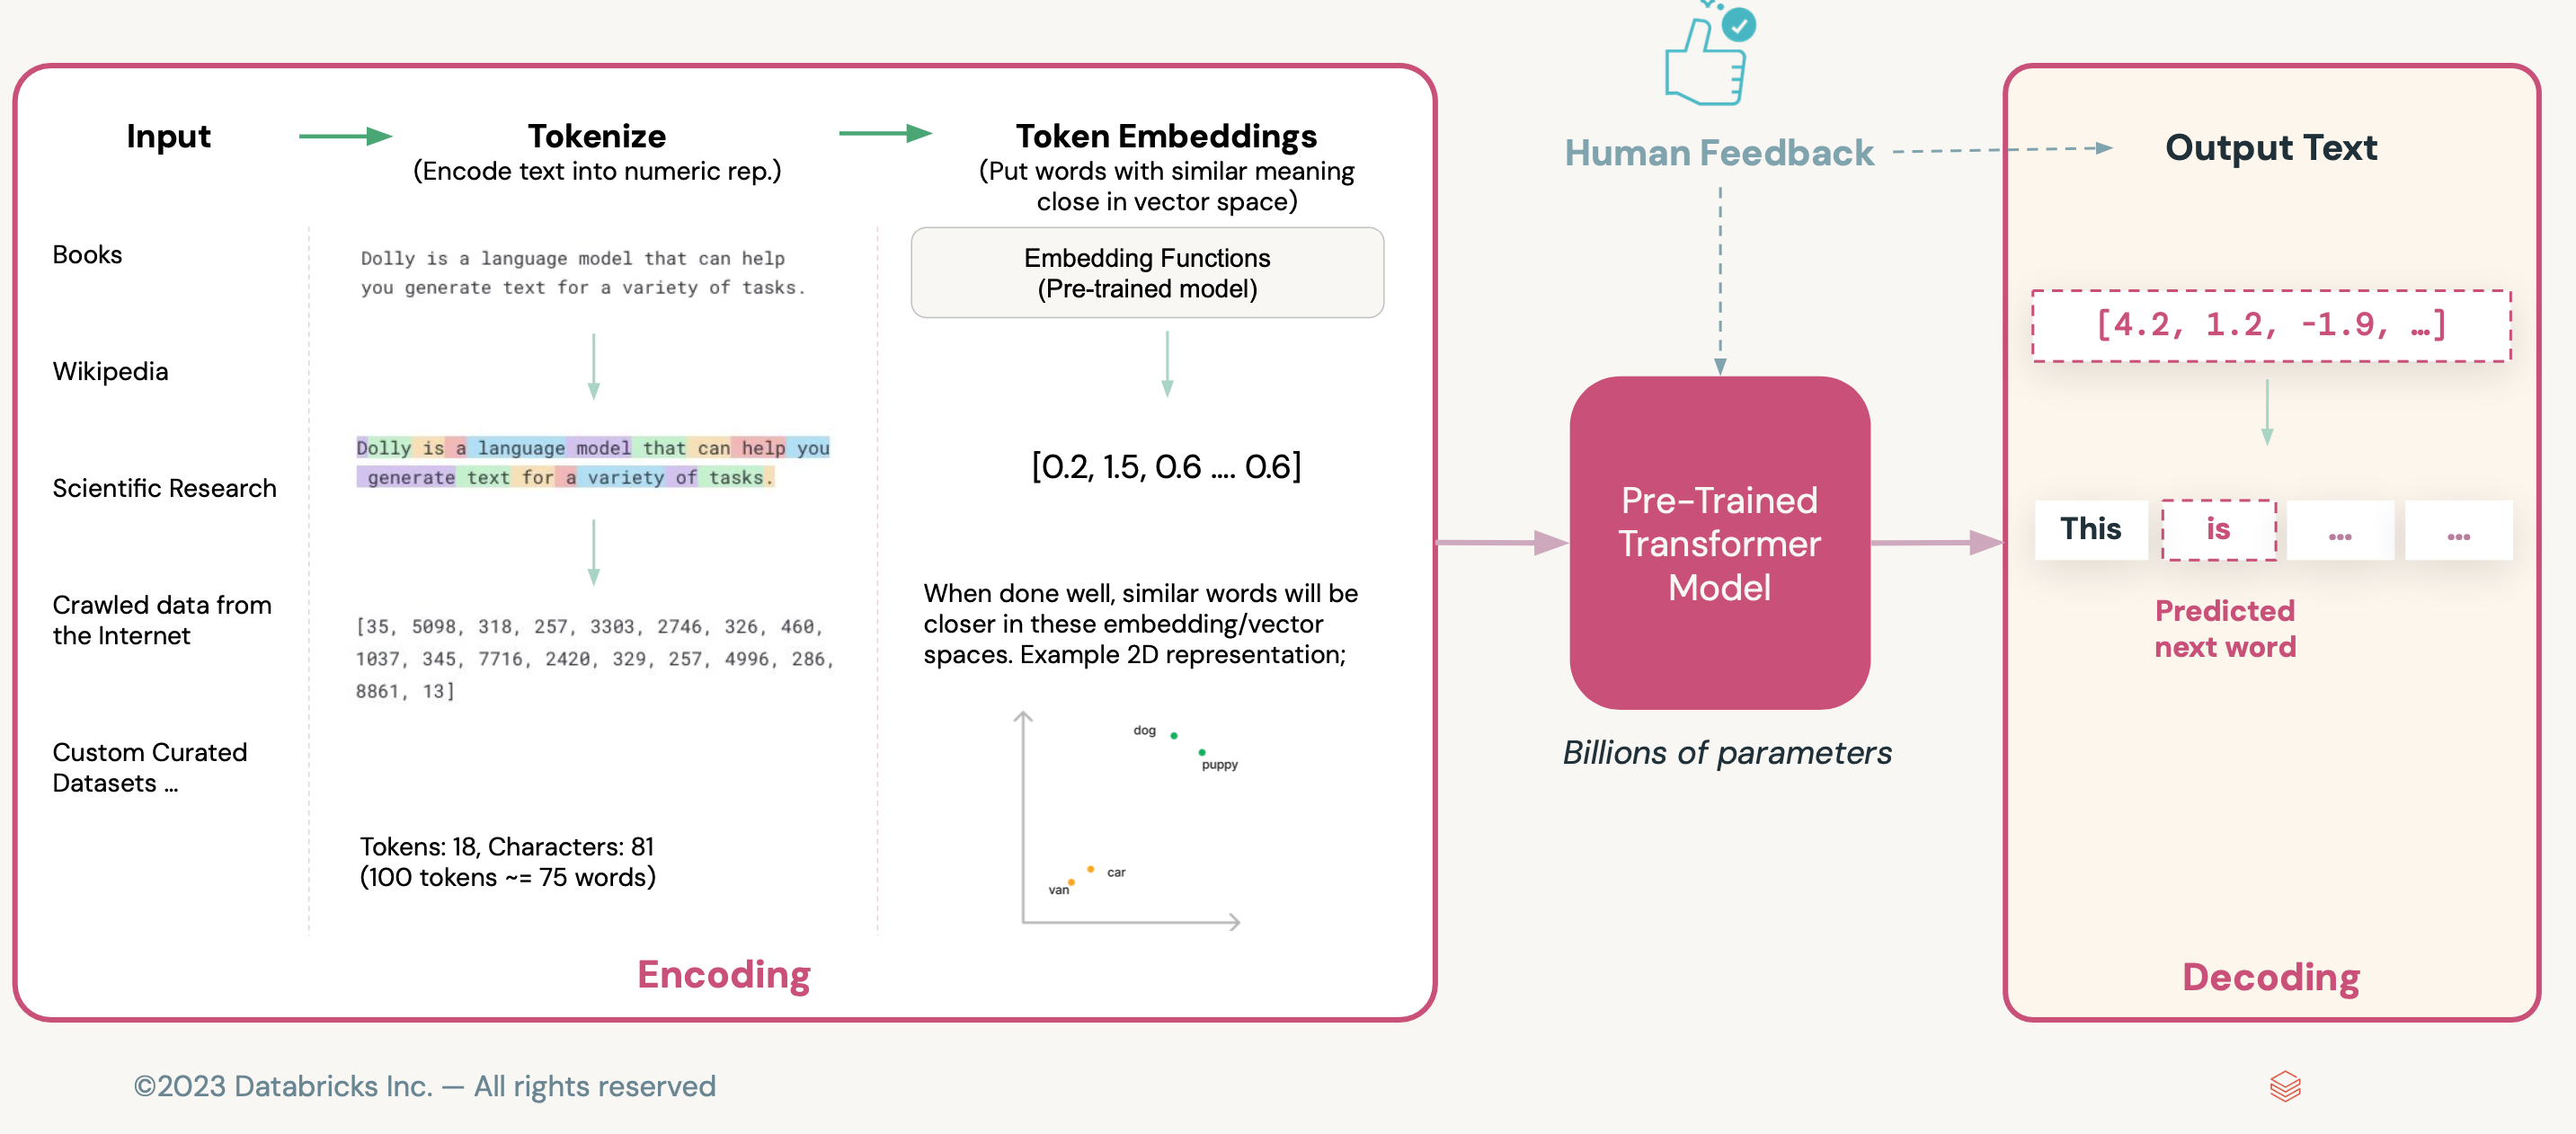 Input
Books
Wikipedia
Scientific Research
Crawled data from
the Internet
Custom Curated
Datasets ...
Tokenize
(Encode text into numeric rep.)
Dolly is a language model that can help
you generate text for a variety of tasks.
Dolly is a language model that can help you
generate text for a variety of tasks.
[35, 5098, 318, 257, 3303, 2746, 326, 460,
1037, 345, 7716, 2420, 329, 257, 4996, 286,
8861, 13]
Tokens: 18, Characters: 81
(100 tokens ~= 75 words)
Token Embeddings
(Put words with similar meaning
close in vector space)
Embedding Functions
(Pre-trained model)
[0.2, 1.5, 0.6 .... 0.6]
When done well, similar words will be
closer in these embedding/vector
spaces. Example 2D representation;
dog
puppy
car
van
Encoding
Human Feedback
Pre-Trained
Transformer
Model
Billions of parameters
Output Text
[4.2, 1.2, -1.9, …]
This is ... ...
Predicted
next word
Decoding
©2023 Databricks Inc. — All rights reserved